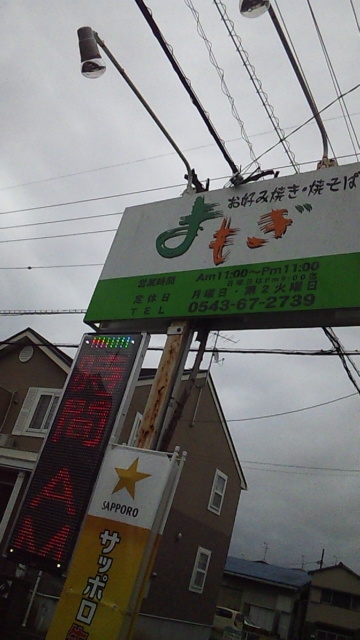 お好み焼き・焼そば
まもーぎ
営業時間 Am11:00〜Pm11:00
定休日 月曜日・第2火曜日
TEL 0543-67-2739
時間
AM
SAPPORO
サッポロ